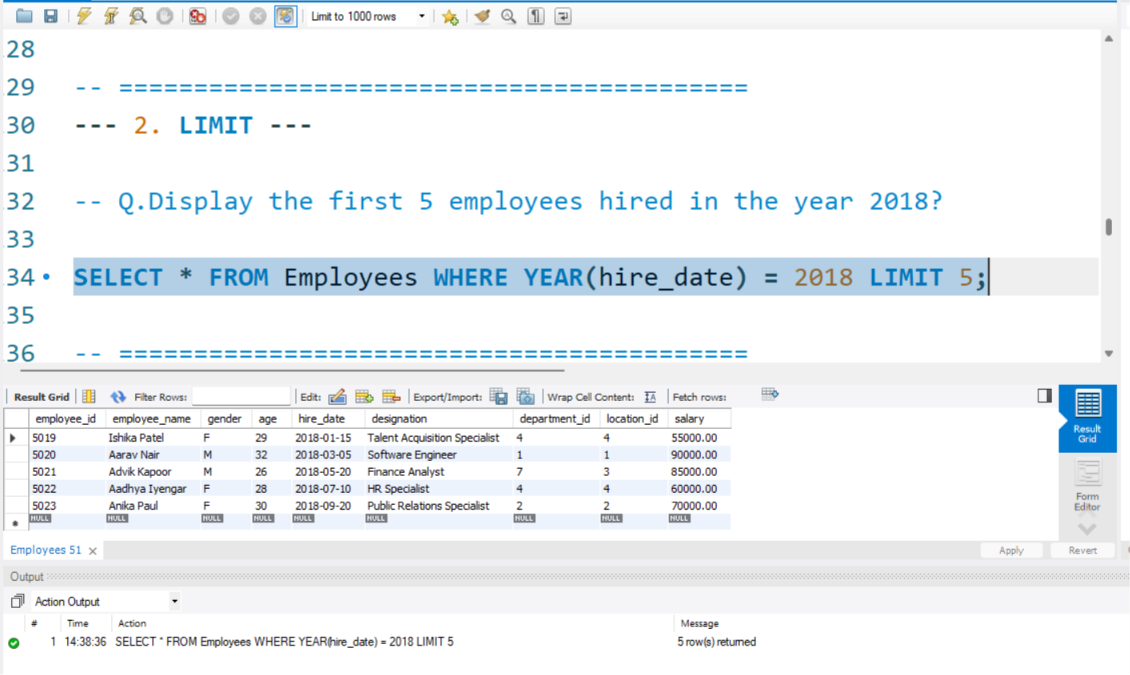 Limit to 1000 rows
28
29 -- ==========================================
30 --- 2. LIMIT ---
31
32 -- Q.Display the first 5 employees hired in the year 2018?
33
34 SELECT * FROM Employees WHERE YEAR(hire_date) = 2018 LIMIT 5;
35
36 -- ==========================================
Result Grid Filter Rows: Edit: Export/Import: Wrap Cell Content: IA Fetch rows:
employee_id employee_name gender age hire_date designation department_id location_id salary
5019 Ishika Patel F 29 2018-01-15 Talent Acquisition Specialist 4 4 55000.00
5020 Aarav Nair M 32 2018-03-05 Software Engineer 1 1 90000.00
5021 Advik Kapoor M 26 2018-05-20 Finance Analyst 7 3 85000.00
5022 Aadhya Iyengar F 28 2018-07-10 HR Specialist 4 4 60000.00
5023 Anika Paul F 30 2018-09-20 Public Relations Specialist 2 2 70000.00
NULL NULL NULL NULL NULL NULL NULL NULL NULL
Result
Grid
Form
Editor
Employees 51 Apply Revert
Output
Action Output
# Time Action Message
1 14:38:36 SELECT * FROM Employees WHERE YEAR(hire_date) = 2018 LIMIT 5 5 row(s) returned